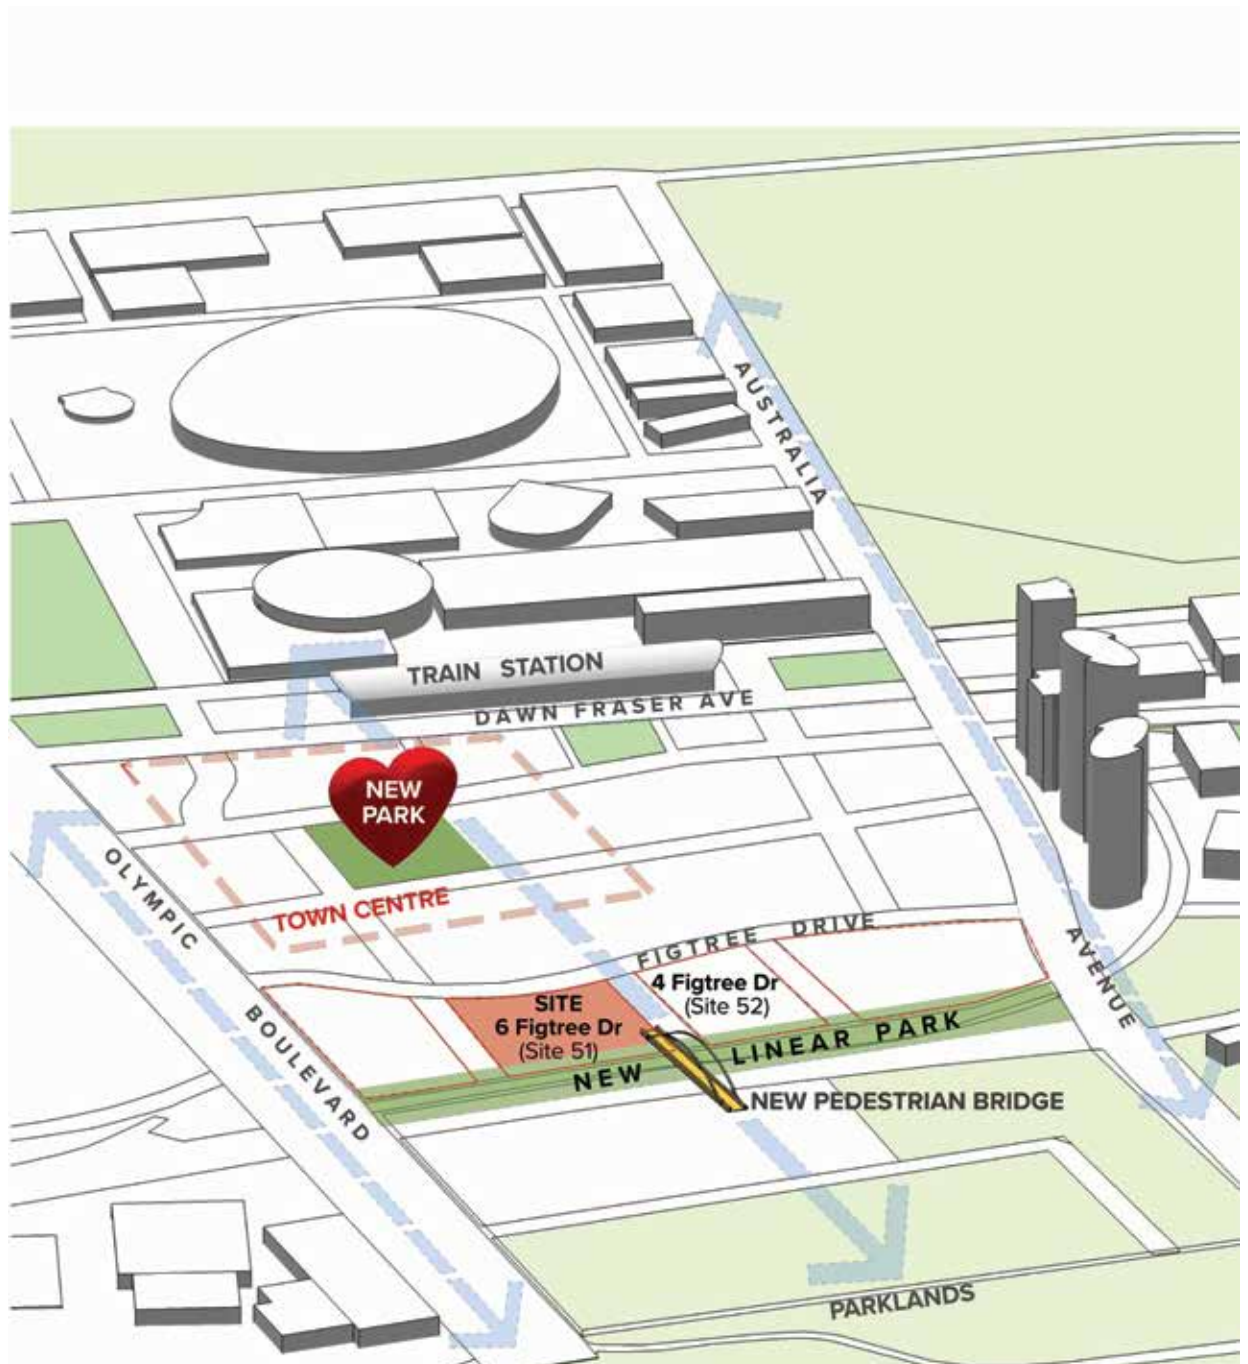 AUSTRALIA
TRAIN STATION
DAWN FRASER AVE
NEW
PARK
OLYMPIC
TOWN CENTRE
FIGTREE DRIVE
AVENUE
SITE
6 Figtree Dr
(Site 51)
4 Figtree Dr
(Site 52)
BOULEVARD
NEW LINEAR PARK
NEW PEDESTRIAN BRIDGE
PARKLANDS